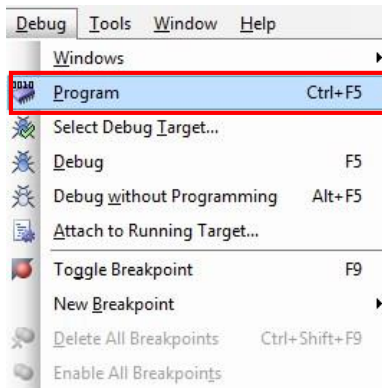 Debug Tools Window Help
Windows
Program Ctrl+F5
Select Debug Target...
Debug F5
Debug without Programming Alt+F5
Attach to Running Target...
Toggle Breakpoint F9
New Breakpoint
Delete All Breakpoints Ctrl+Shift+F9
Enable All Breakpoints